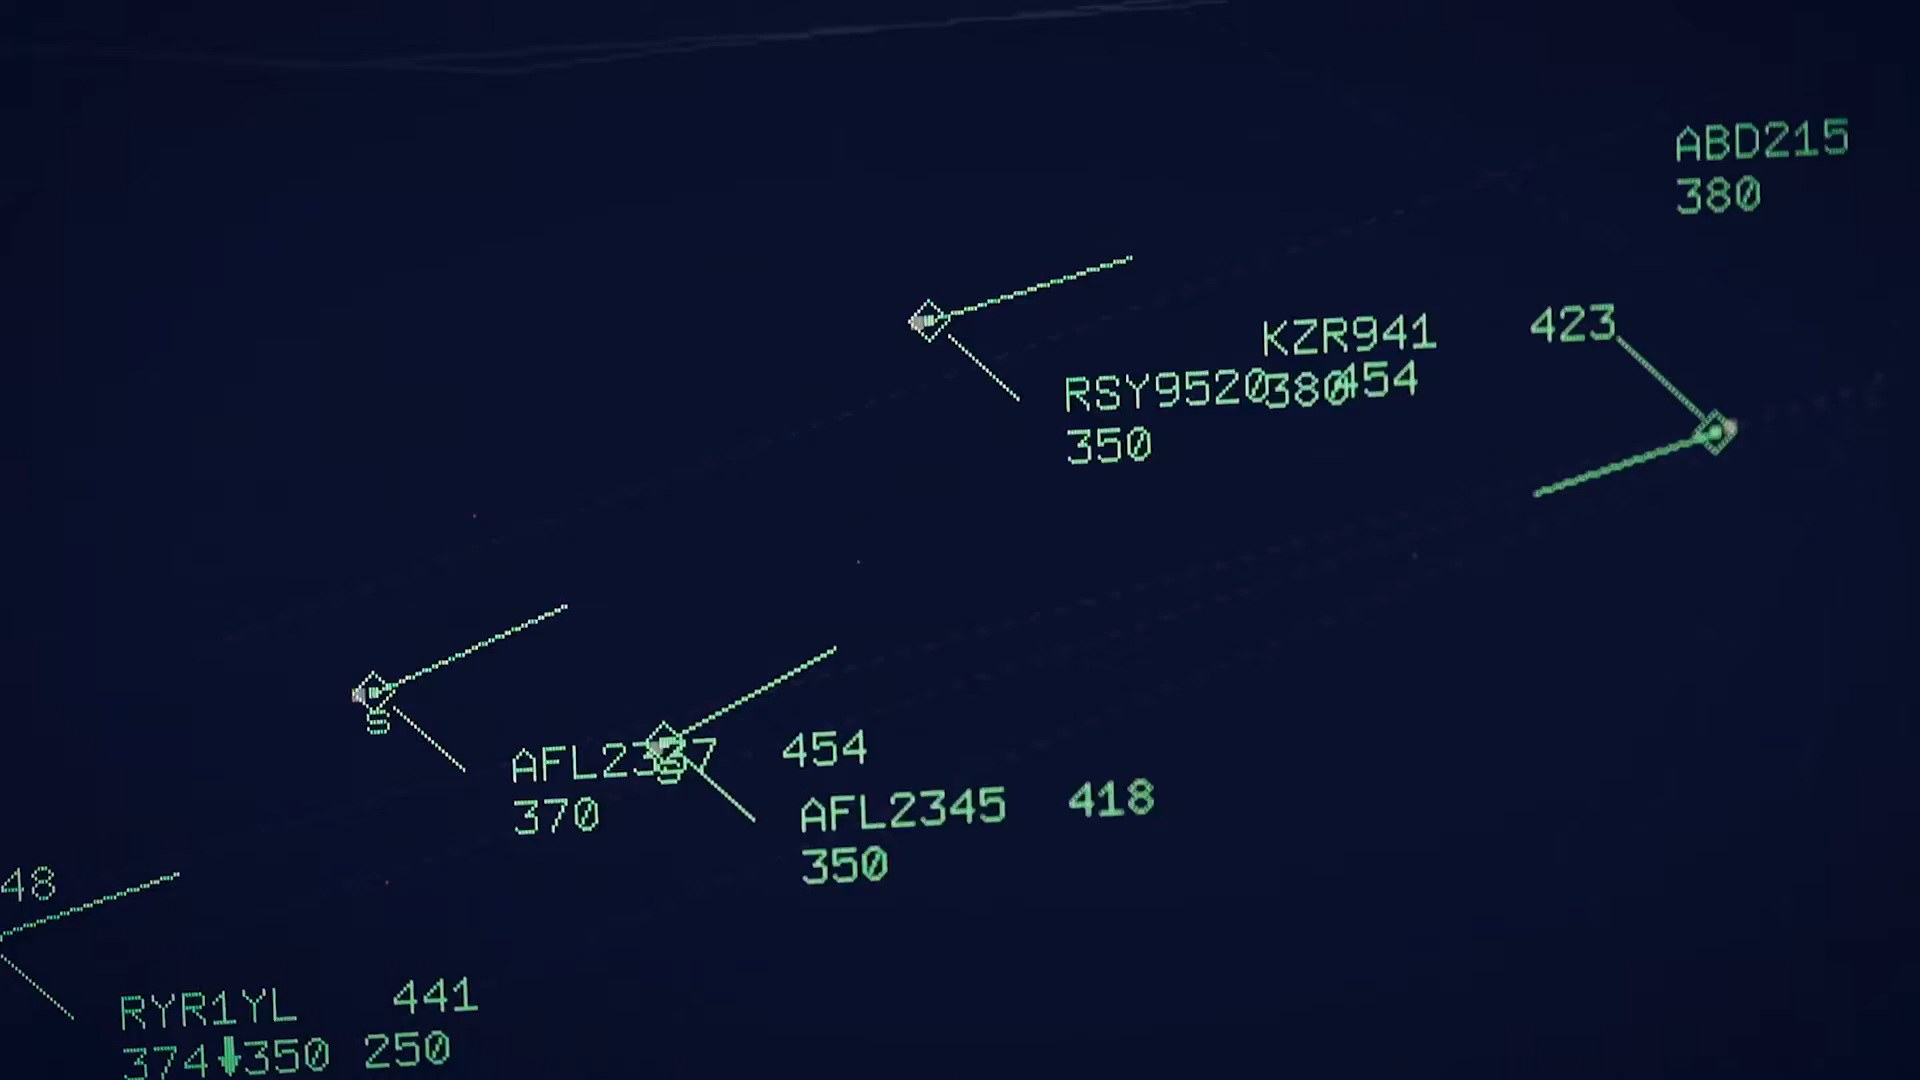 ABD215
380
KZR941 423
380
RSY9520 454
350
AFL2337 454
370
AFL2345 418
350
48
RYR1YL 441
374⬇350 250